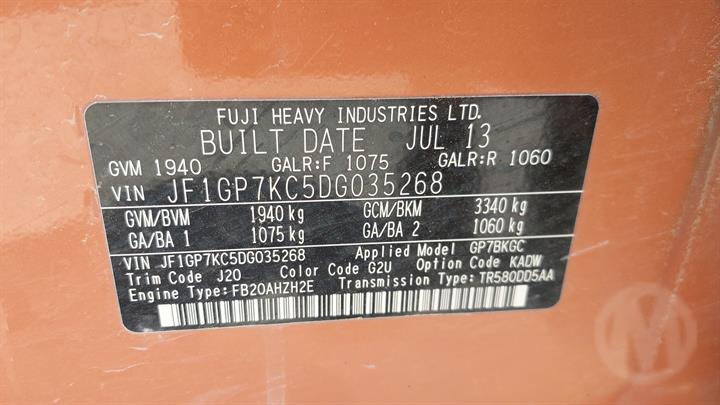 FUJI HEAVY INDUSTRIES LTD.
BUILT DATE JUL 13
GVM 1940 GALR:F 1075 GALR:R 1060
VIN JF1GP7KC5DG035268
GVM/BVM 1940 kg GCM/BKM 3340 kg
GA/BA 1 1075 kg GA/BA 2 1060 kg
VIN JF1GP7KC5DG035268 Applied Model GP7BKGC
Trim Code J20 Color Code G2U Option Code KADW
Engine Type:FB20AHZH2E Transmission Type:TR580DD5AA
M